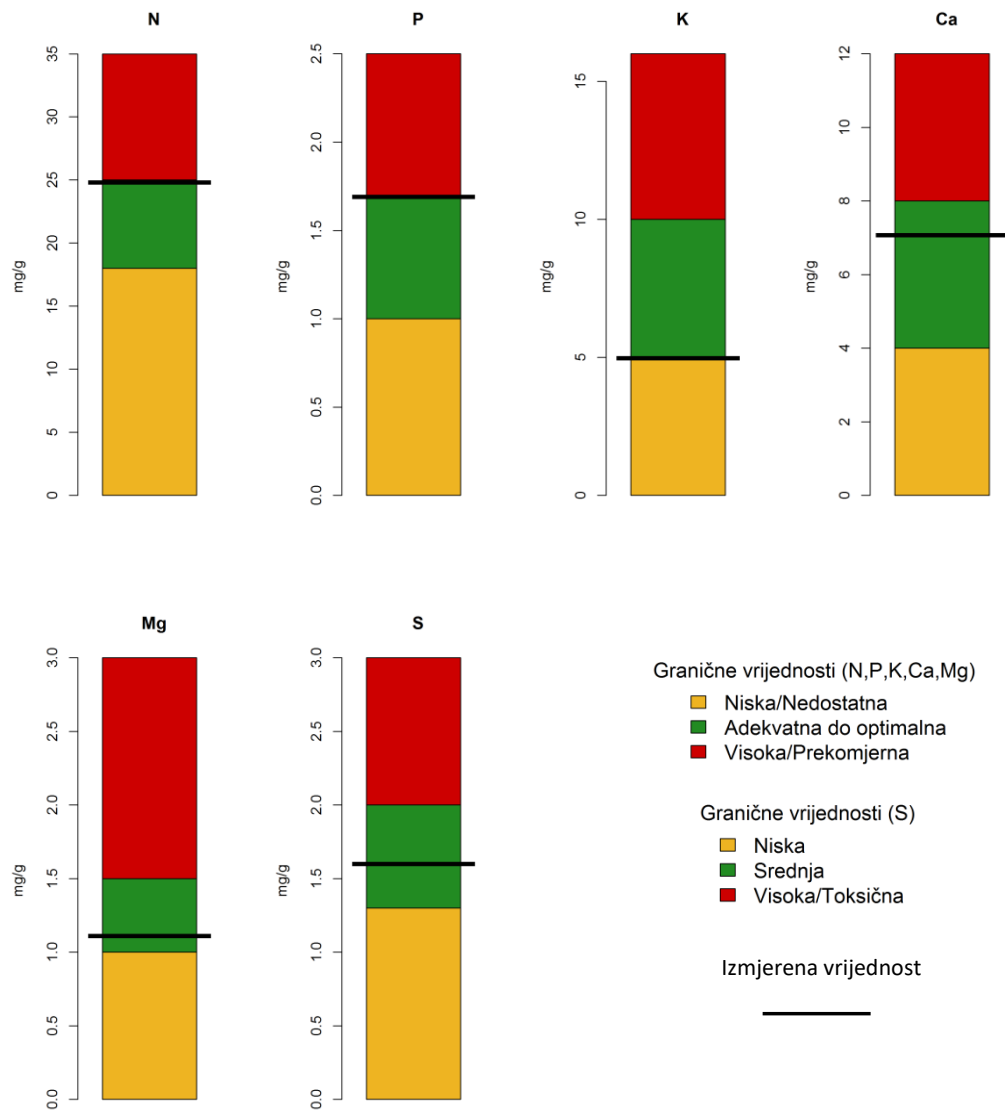 N
P
K
Ca
mg/g
0
5
10
15
20
25
30
35
mg/g
0.0
0.5
1.0
1.5
2.0
2.5
mg/g
0
5
10
15
mg/g
0
2
4
6
8
10
12
Mg
S
mg/g
0.0
0.5
1.0
1.5
2.0
2.5
3.0
mg/g
0.0
0.5
1.0
1.5
2.0
2.5
3.0
Granične vrijednosti (N,P,K,Ca,Mg)
Niska/Nedostatna
Adekvatna do optimalna
Visoka/Prekomjerna
Granične vrijednosti (S)
Niska
Srednja
Visoka/Toksična
Izmjerena vrijednost